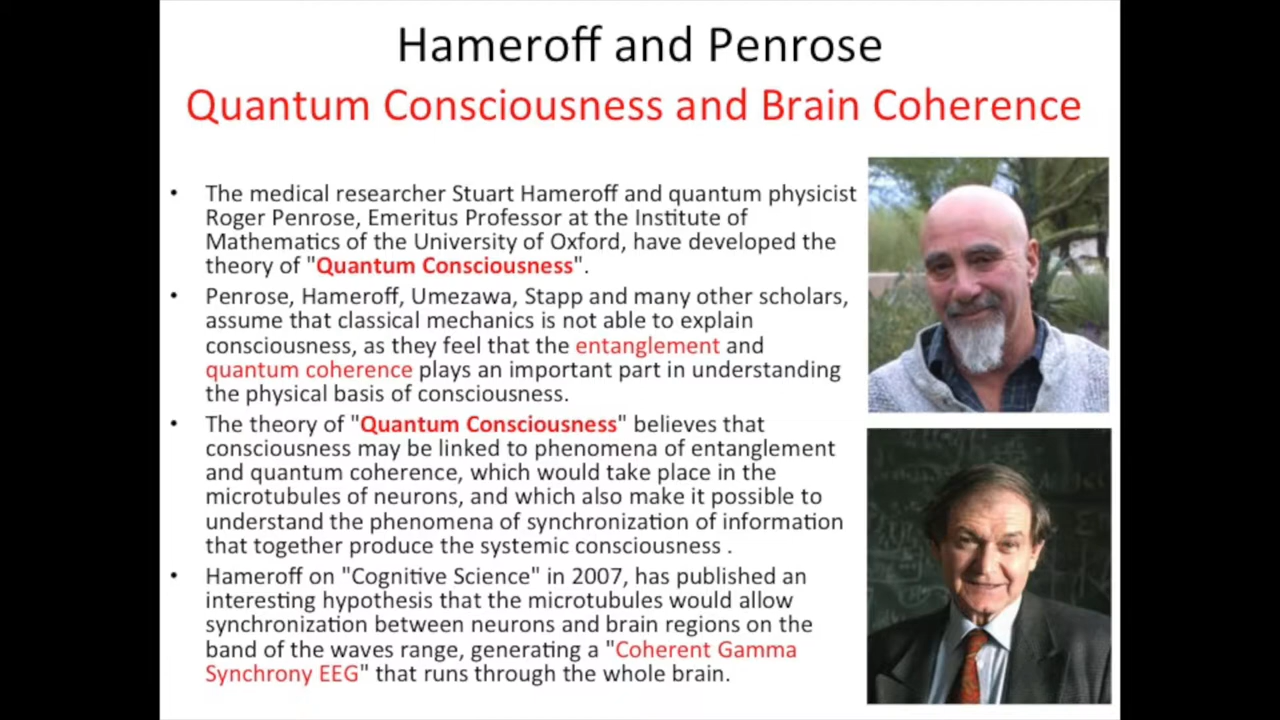 Hameroff and Penrose
Quantum Consciousness and Brain Coherence
• The medical researcher Stuart Hameroff and quantum physicist
Roger Penrose, Emeritus Professor at the Institute of
Mathematics of the University of Oxford, have developed the
theory of "Quantum Consciousness".
• Penrose, Hameroff, Umezawa, Stapp and many other scholars,
assume that classical mechanics is not able to explain
consciousness, as they feel that the entanglement and
quantum coherence plays an important part in understanding
the physical basis of consciousness.
• The theory of "Quantum Consciousness" believes that
consciousness may be linked to phenomena of entanglement
and quantum coherence, which would take place in the
microtubules of neurons, and which also make it possible to
understand the phenomena of synchronization of information
that together produce the systemic consciousness .
• Hameroff on "Cognitive Science" in 2007, has published an
interesting hypothesis that the microtubules would allow
synchronization between neurons and brain regions on the
band of the waves range, generating a "Coherent Gamma
Synchrony EEG" that runs through the whole brain.